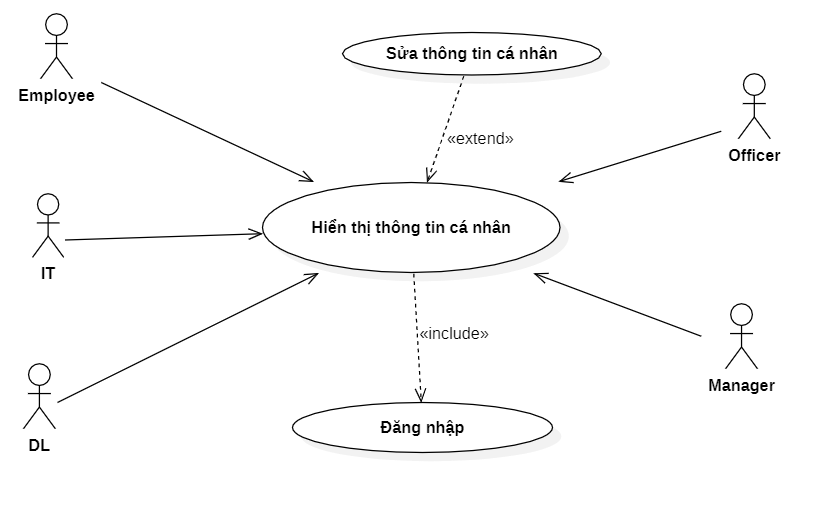 Sửa thông tin cá nhân
Employee
«extend»
Officer
Hiển thị thông tin cá nhân
IT
«include»
Manager
Đăng nhập
DL